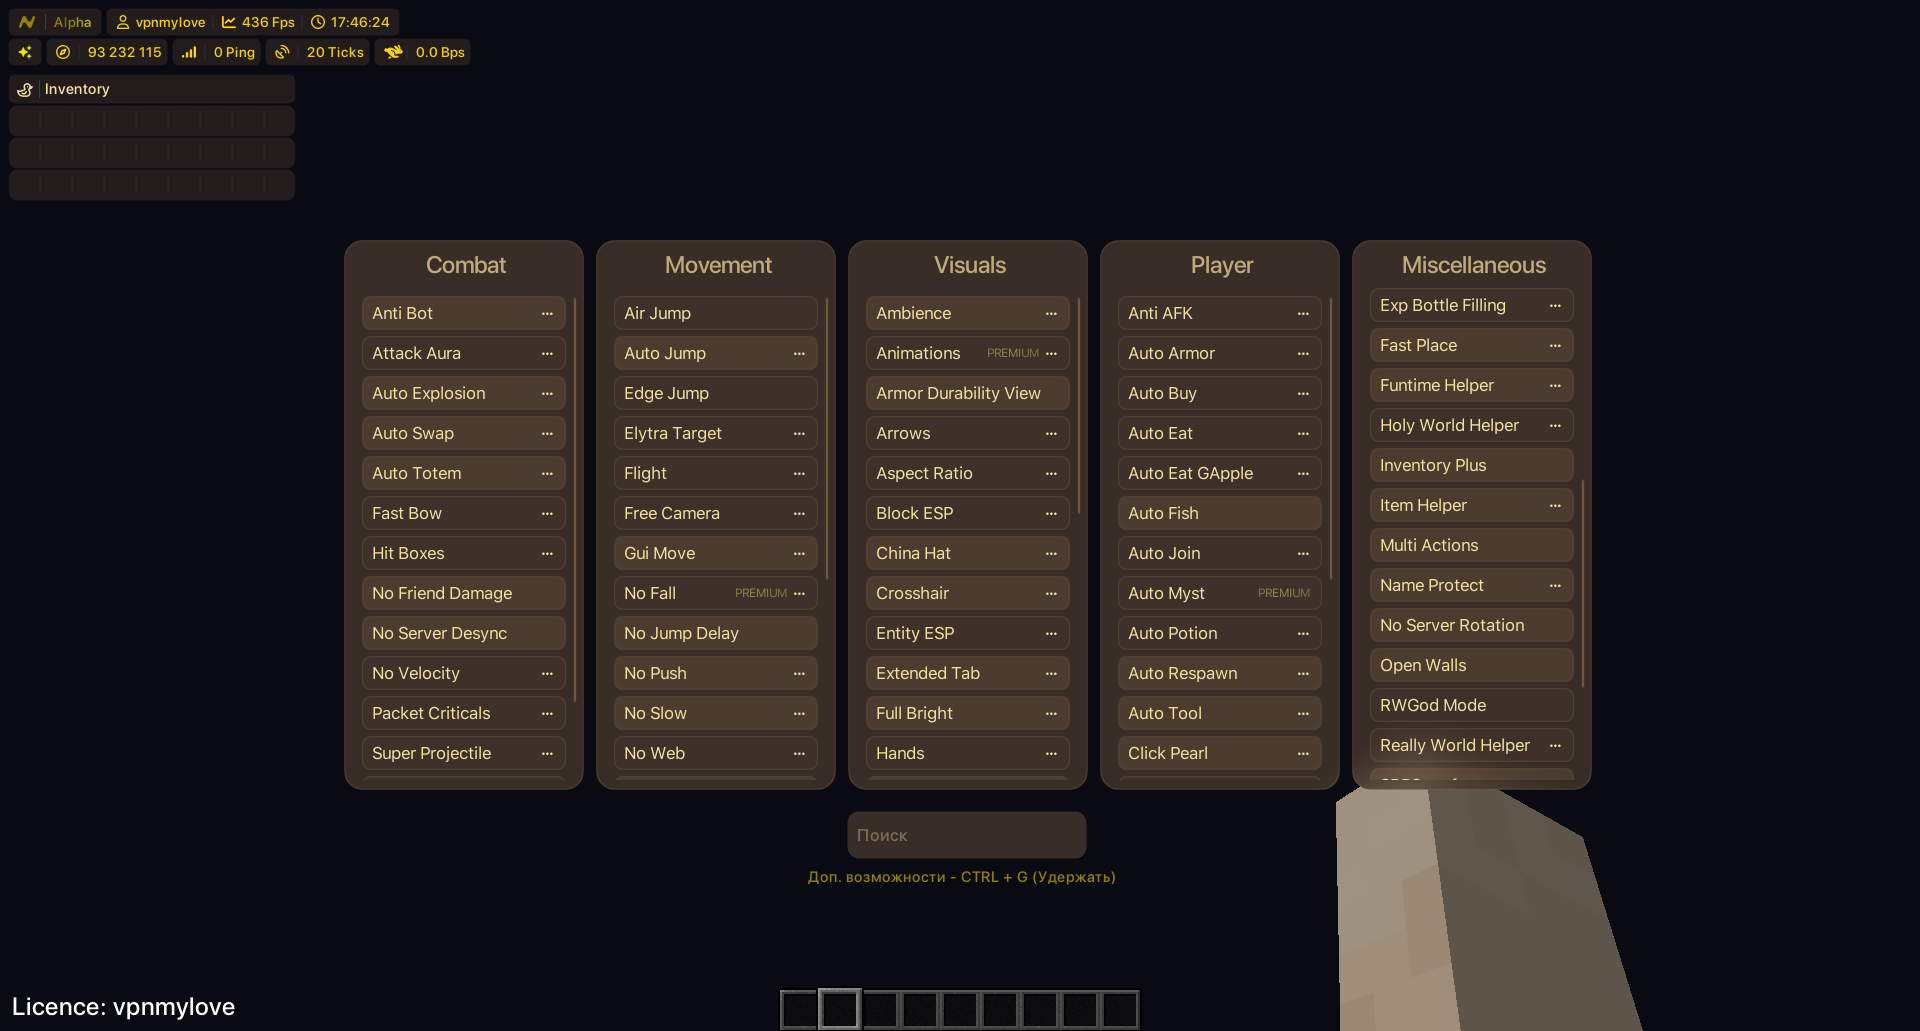 Alpha vpnmylove 436 Fps 17:46:24
93 232 115 0 Ping 20 Ticks 0.0 Bps
Inventory
Combat
Anti Bot
Attack Aura
Auto Explosion
Auto Swap
Auto Totem
Fast Bow
Hit Boxes
No Friend Damage
No Server Desync
No Velocity
Packet Criticals
Super Projectile
Movement
Air Jump
Auto Jump
Edge Jump
Elytra Target
Flight
Free Camera
Gui Move
No Fall PREMIUM
No Jump Delay
No Push
No Slow
No Web
Visuals
Ambience
Animations PREMIUM
Armor Durability View
Arrows
Aspect Ratio
Block ESP
China Hat
Crosshair
Entity ESP
Extended Tab
Full Bright
Hands
Player
Anti AFK
Auto Armor
Auto Buy
Auto Eat
Auto Eat GApple
Auto Fish
Auto Join
Auto Myst PREMIUM
Auto Potion
Auto Respawn
Auto Tool
Click Pearl
Miscellaneous
Exp Bottle Filling
Fast Place
Funtime Helper
Holy World Helper
Inventory Plus
Item Helper
Multi Actions
Name Protect
No Server Rotation
Open Walls
RWGod Mode
Really World Helper
Поиск
Доп. возможности - CTRL + G (Удержать)
Licence: vpnmylove